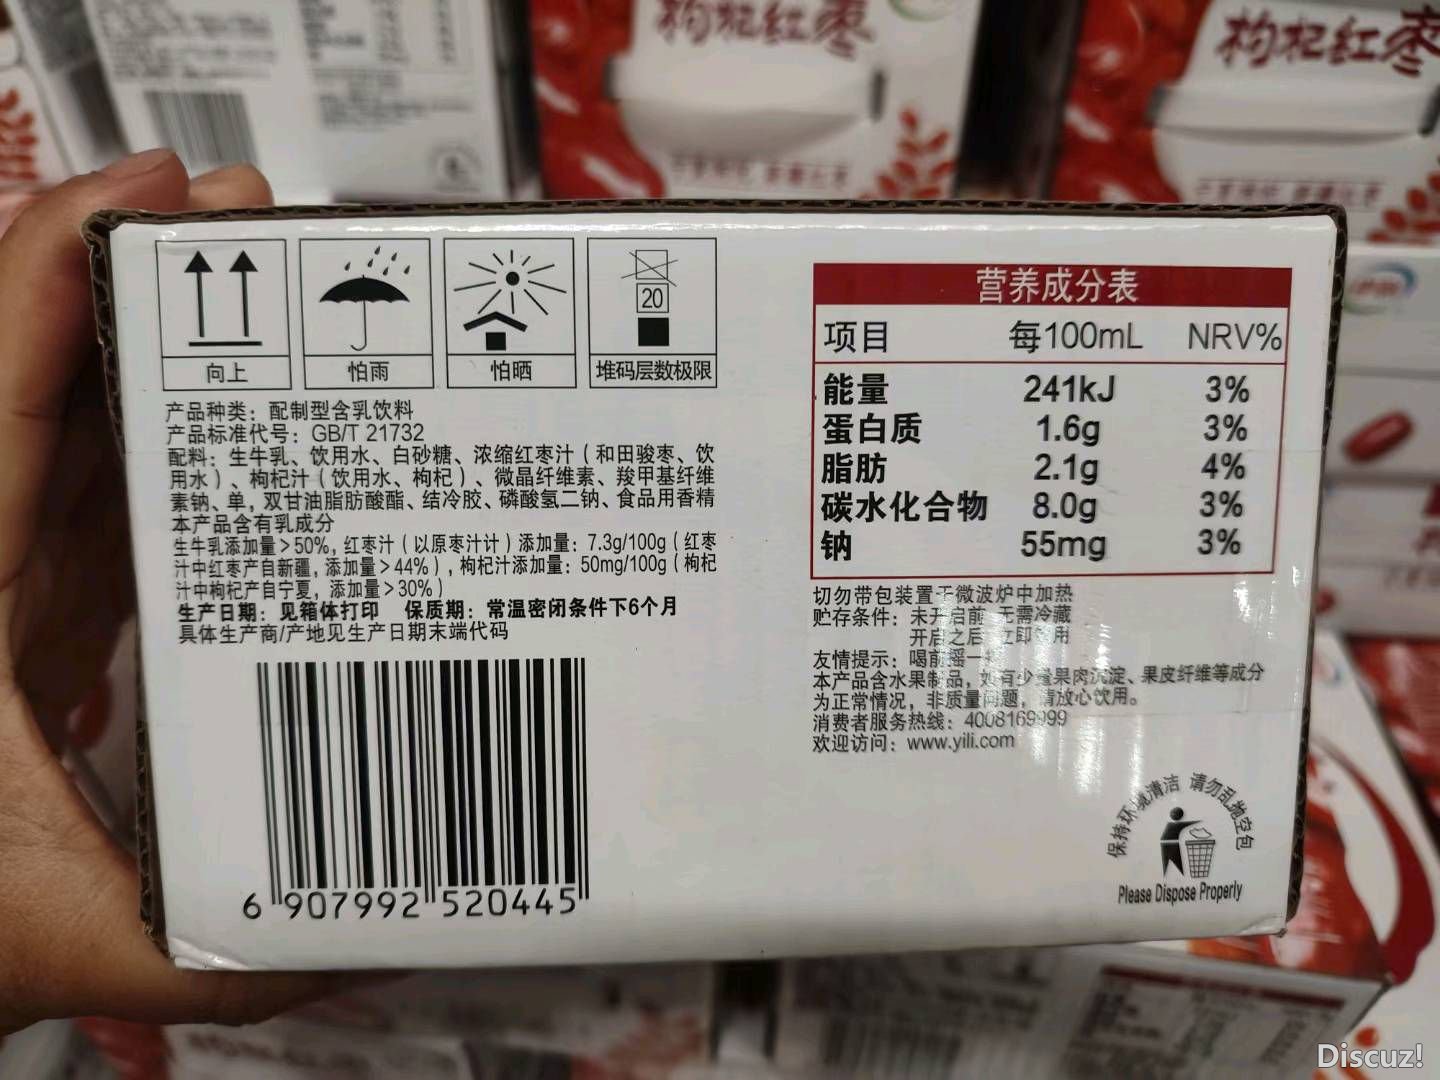 枸杞红枣
枸杞红枣
向上
怕雨
怕晒
20
堆码层数极限
产品种类：配制型含乳饮料
产品标准代号：GB/T 21732
配料：生牛乳、饮用水、白砂糖、浓缩红枣汁（和田骏枣、饮
用水）、枸杞汁（饮用水、枸杞）、微晶纤维素、羧甲基纤维
素钠、单，双甘油脂肪酸酯、结冷胶、磷酸氢二钠、食品用香精
本产品含有乳成分
生牛乳添加量>50%，红枣汁（以原枣汁计）添加量：7.3g/100g（红枣
汁中红枣产自新疆，添加量>44%），枸杞汁添加量：50mg/100g（枸杞
汁中枸杞产自宁夏，添加量>30%）
生产日期：见箱体打印 保质期：常温密闭条件下6个月
具体生产商/产地见生产日期末端代码
6 907992 520445
营养成分表
项目 每100mL NRV%
能量 241kJ 3%
蛋白质 1.6g 3%
脂肪 2.1g 4%
碳水化合物 8.0g 3%
钠 55mg 3%
切勿带包装置于微波炉中加热
贮存条件：未开启前 无需冷藏
开启之后 立即饮用
友情提示：喝前摇一
本产品含水果制品，如有少量果肉沉淀、果皮纤维等成分
为正常情况，非质量问题，请放心饮用。
消费者服务热线：4008169999
欢迎访问：www.yili.com
保持环境清洁 请勿乱抛空包
Please Dispose Properly
Discuz!